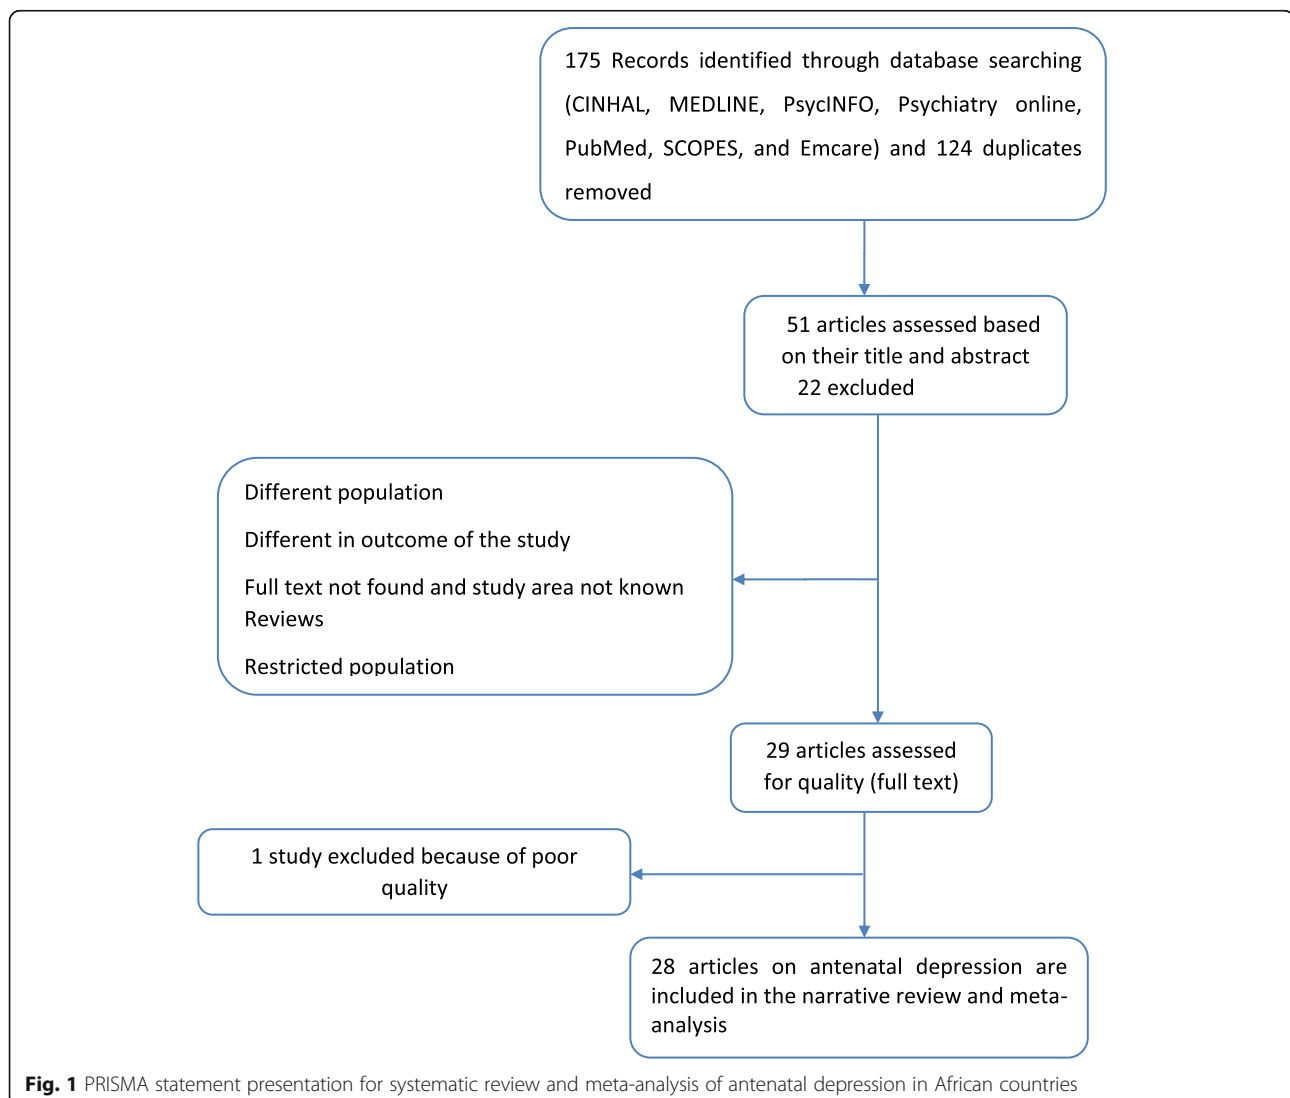 175 Records identified through database searching
(CINHAL, MEDLINE, PsycINFO, Psychiatry online,
PubMed, SCOPES, and Emcare) and 124 duplicates
removed
51 articles assessed based
on their title and abstract
22 excluded
Different population
Different in outcome of the study
Full text not found and study area not known
Reviews
Restricted population
29 articles assessed
for quality (full text)
1 study excluded because of poor
quality
28 articles on antenatal depression are
included in the narrative review and meta-
analysis
Fig. 1 PRISMA statement presentation for systematic review and meta-analysis of antenatal depression in African countries